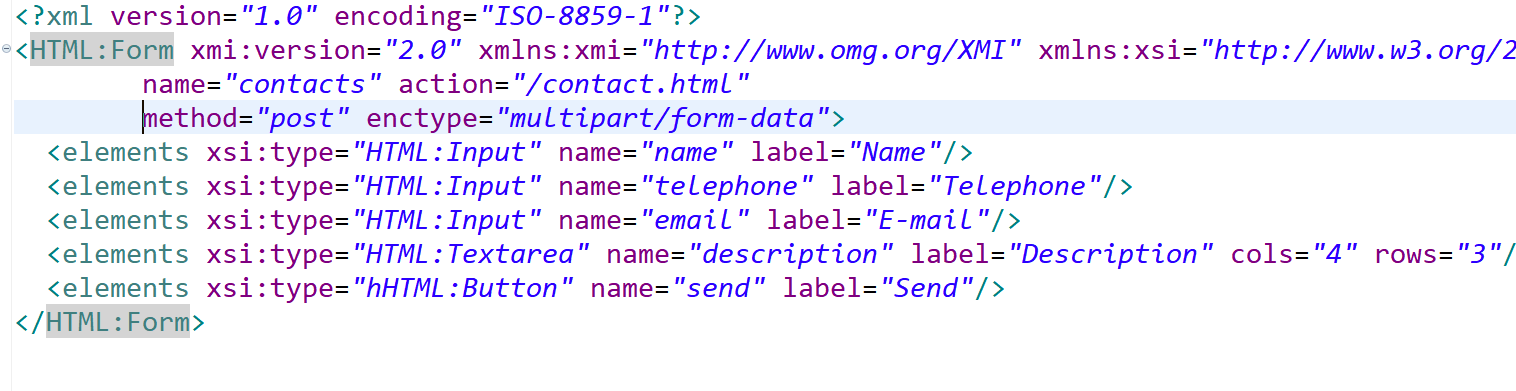 <?xml version="1.0" encoding="ISO-8859-1"?>
<HTML:Form xmi:version="2.0" xmlns:xmi="http://www.omg.org/XMI" xmlns:xsi="http://www.w3.org/2
name="contacts" action="/contact.html"
method="post" enctype="multipart/form-data">
<elements xsi:type="HTML:Input" name="name" label="Name"/>
<elements xsi:type="HTML:Input" name="telephone" label="Telephone"/>
<elements xsi:type="HTML:Input" name="email" label="E-mail"/>
<elements xsi:type="HTML:Textarea" name="description" label="Description" cols="4" rows="3"/
<elements xsi:type="hHTML:Button" name="send" label="Send"/>
</HTML:Form>